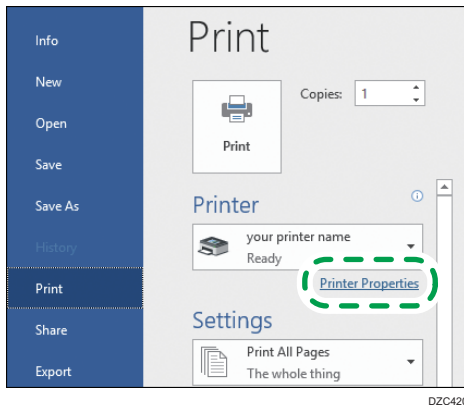 Info
New
Open
Save
Save As
History
Print
Share
Export
Print
Copies: 1
Print
Printer
your printer name
Ready
Printer Properties
Settings
Print All Pages
The whole thing